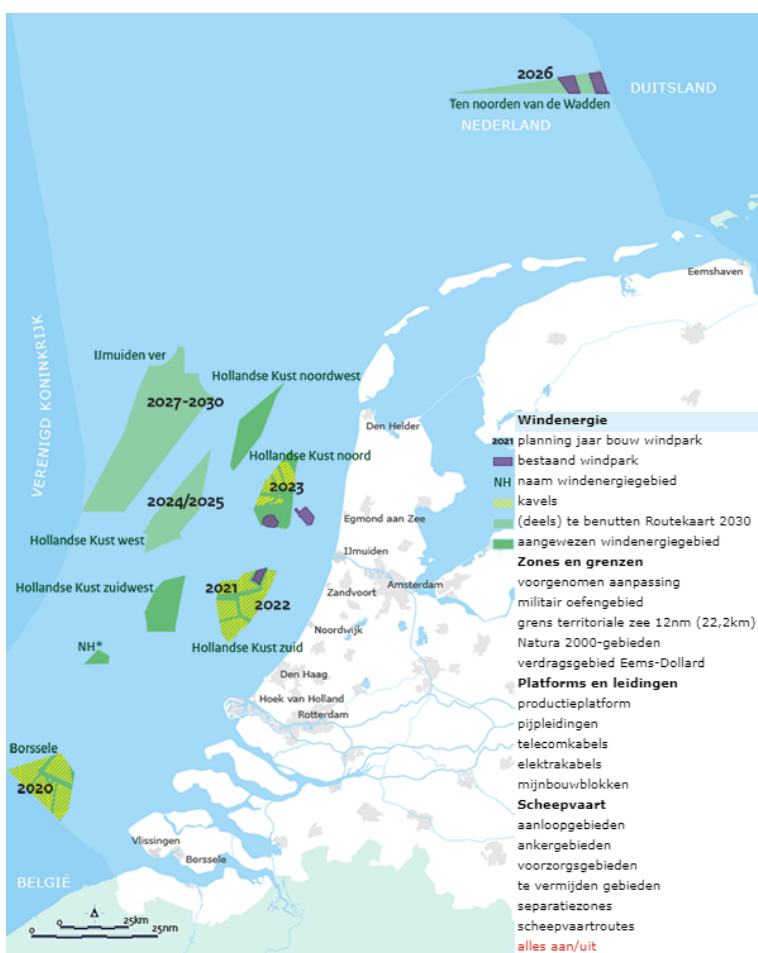 2026
DUITSLAND
Ten noorden van de Wadden
NEDERLAND
Eemshaven
VERENIGD KONINKRIJK
IJmuiden ver
Hollandse Kust noordwest
2027-2030
Den Helder
Hollandse Kust noord
2023
2024/2025
Egmond aan Zee
Hollandse Kust west
IJmuiden
Hollandse Kust zuidwest
2021
Amsterdam
Zandvoort
2022
Noordwijk
NH*
Hollandse Kust zuid
Den Haag
Hoek van Holland
Rotterdam
Borssele
2020
Vlissingen
Borssele
BELGIË
0 25km
0 25nm
Windenergie
2021 planning jaar bouw windpark
bestaand windpark
NH naam windenergiegebied
kavels
(deels) te benutten Routekaart 2030
aangewezen windenergiegebied
Zones en grenzen
voorgenomen aanpassing
militair oefengebied
grens territoriale zee 12nm (22,2km)
Natura 2000-gebieden
verdragsgebied Eems-Dollard
Platforms en leidingen
productieplatform
pijpleidingen
telecomkabels
elektrakabels
mijnbouwblokken
Scheepvaart
aanloopgebieden
ankergebieden
voorzorgsgebieden
te vermijden gebieden
separatiezones
scheepvaartroutes
alles aan/uit